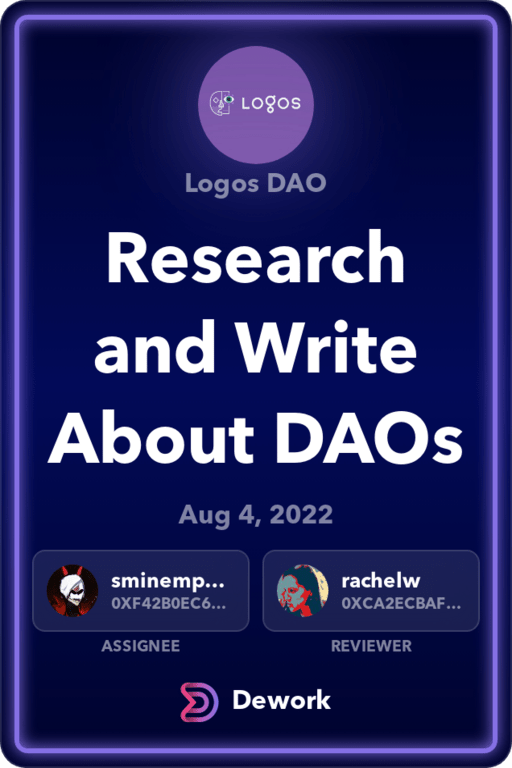 LOGOS
Logos DAO
Research
and Write
About DAOs
Aug 4, 2022
sminemp...
0XF42B0EC6...
ASSIGNEE
rachelw
0XCA2ECBAF...
REVIEWER
Dework